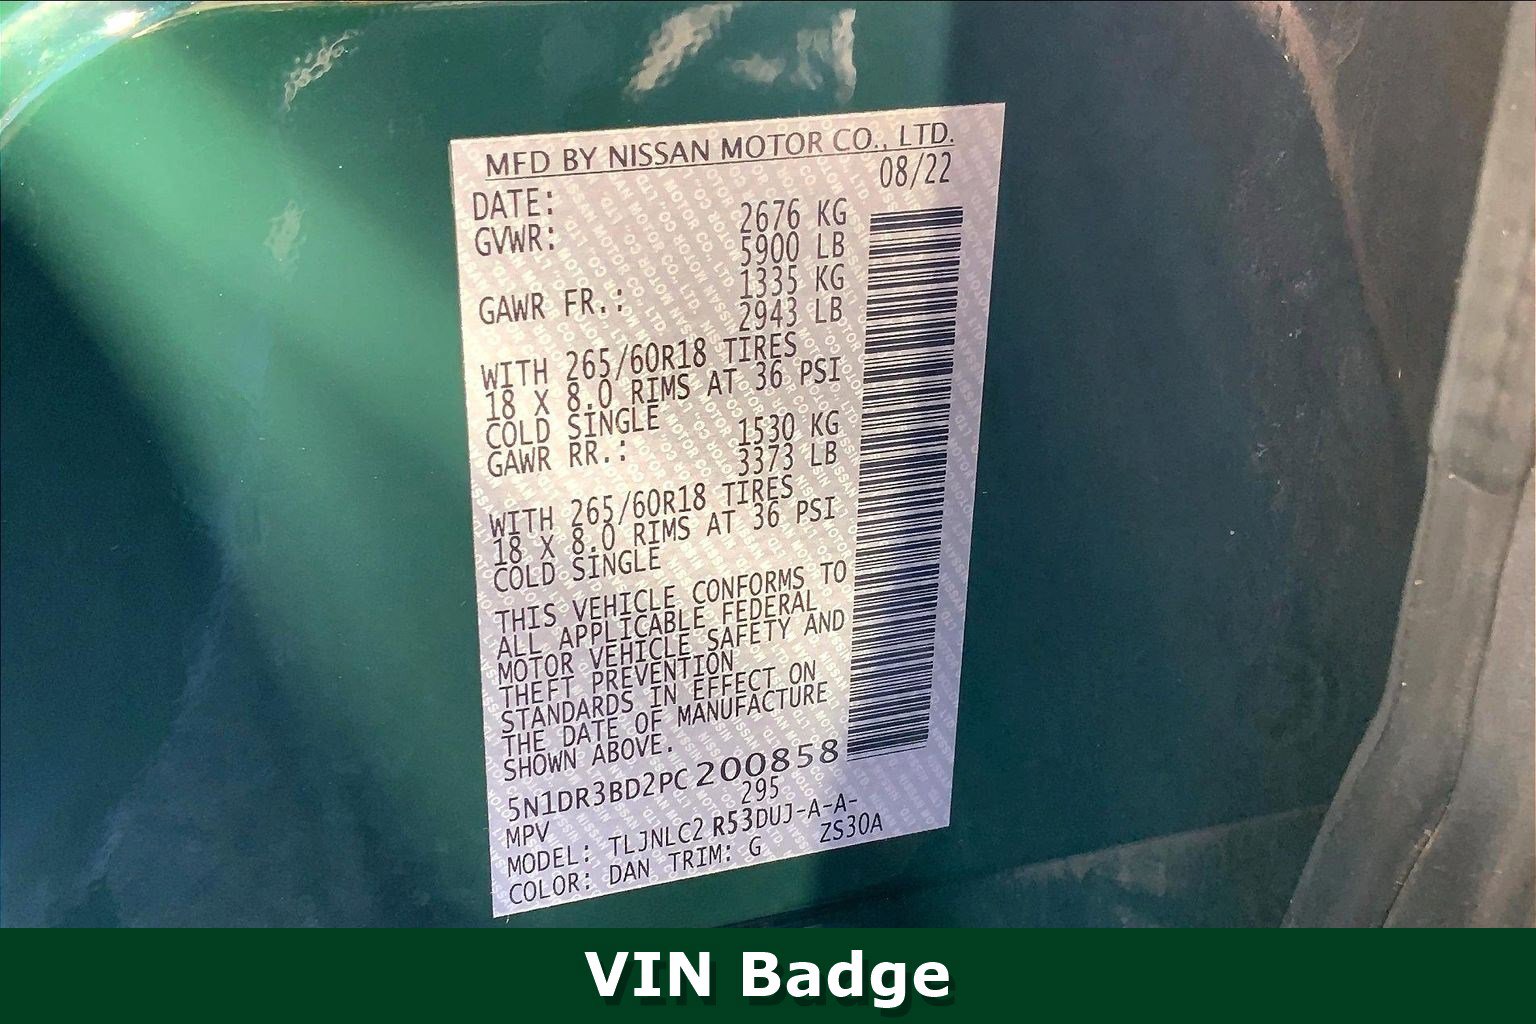 MFD BY NISSAN MOTOR CO., LTD.
DATE: 08/22
GVWR: 2676 KG
5900 LB
GAWR FR.: 1335 KG
2943 LB
WITH 265/60R18 TIRES
18 X 8.0 RIMS AT 36 PSI
COLD SINGLE
GAWR RR.: 1530 KG
3373 LB
WITH 265/60R18 TIRES
18 X 8.0 RIMS AT 36 PSI
COLD SINGLE
THIS VEHICLE CONFORMS TO
ALL APPLICABLE FEDERAL
MOTOR VEHICLE SAFETY AND
THEFT PREVENTION
STANDARDS IN EFFECT ON
THE DATE OF MANUFACTURE
SHOWN ABOVE.
5N1DR3BD2PC200858
MPV 295
MODEL: TLJNLC2 R53DUJ-A-A-
COLOR: DAN TRIM: G ZS30A
VIN Badge